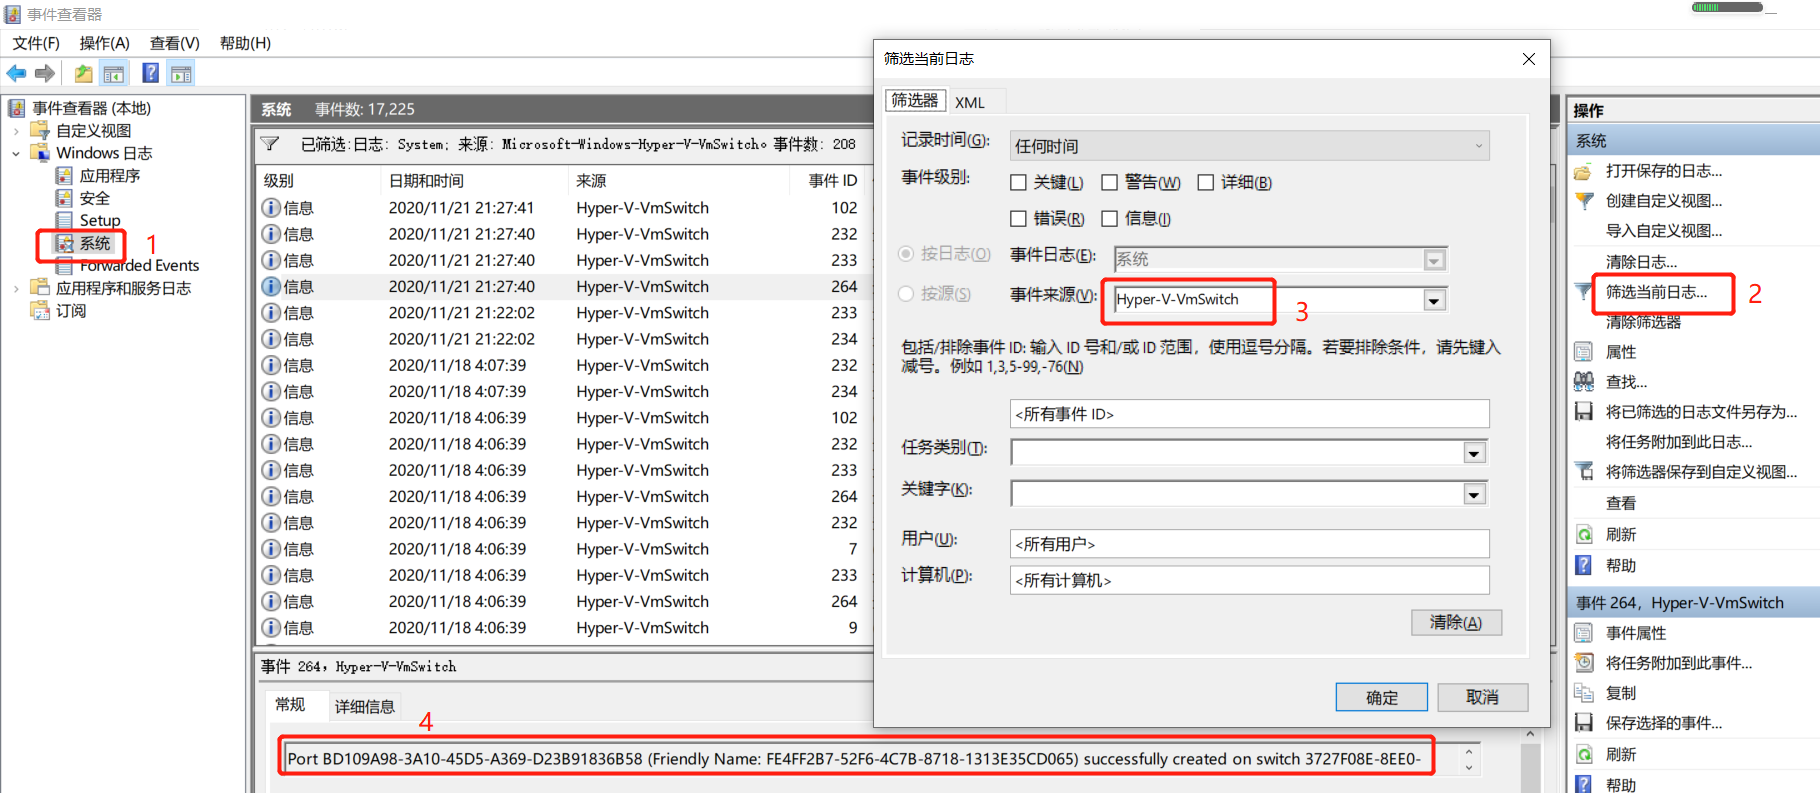 事件查看器
文件(F) 操作(A) 查看(V) 帮助(H)
事件查看器 (本地)
自定义视图
Windows 日志
应用程序
安全
Setup
系统
1
Forwarded Events
应用程序和服务日志
订阅
系统 事件数: 17,225
已筛选:日志: System; 来源: Microsoft-Windows-Hyper-V-VmSwitch。事件数: 208
级别 日期和时间 来源 事件 ID
信息 2020/11/21 21:27:41 Hyper-V-VmSwitch 102
信息 2020/11/21 21:27:40 Hyper-V-VmSwitch 232
信息 2020/11/21 21:27:40 Hyper-V-VmSwitch 233
信息 2020/11/21 21:27:40 Hyper-V-VmSwitch 264
信息 2020/11/21 21:22:02 Hyper-V-VmSwitch 233
信息 2020/11/21 21:22:02 Hyper-V-VmSwitch 234
信息 2020/11/18 4:07:39 Hyper-V-VmSwitch 232
信息 2020/11/18 4:07:39 Hyper-V-VmSwitch 234
信息 2020/11/18 4:06:39 Hyper-V-VmSwitch 102
信息 2020/11/18 4:06:39 Hyper-V-VmSwitch 232
信息 2020/11/18 4:06:39 Hyper-V-VmSwitch 233
信息 2020/11/18 4:06:39 Hyper-V-VmSwitch 264
信息 2020/11/18 4:06:39 Hyper-V-VmSwitch 232
信息 2020/11/18 4:06:39 Hyper-V-VmSwitch 7
信息 2020/11/18 4:06:39 Hyper-V-VmSwitch 233
信息 2020/11/18 4:06:39 Hyper-V-VmSwitch 264
信息 2020/11/18 4:06:39 Hyper-V-VmSwitch 9
事件 264，Hyper-V-VmSwitch
常规 详细信息
4
Port BD109A98-3A10-45D5-A369-D23B91836B58 (Friendly Name: FE4FF2B7-52F6-4C7B-8718-1313E35CD065) successfully created on switch 3727F08E-8EE0-
筛选当前日志
筛选器 XML
记录时间(G): 任何时间
事件级别: 关键(L) 警告(W) 详细(B)
错误(R) 信息(I)
按日志(O) 事件日志(E): 系统
按源(S) 事件来源(V): Hyper-V-VmSwitch
3
包括/排除事件 ID: 输入 ID 号和/或 ID 范围，使用逗号分隔。若要排除条件，请先键入
减号。例如 1,3,5-99,-76(N)
<所有事件 ID>
任务类别(T):
关键字(K):
用户(U): <所有用户>
计算机(P): <所有计算机>
清除(A)
确定 取消
操作
系统
打开保存的日志...
创建自定义视图...
导入自定义视图...
清除日志...
筛选当前日志...
2
清除筛选器
属性
查找...
将已筛选的日志文件另存为...
将任务附加到此日志...
将筛选器保存到自定义视图...
查看
刷新
帮助
事件 264，Hyper-V-VmSwitch
事件属性
将任务附加到此事件...
复制
保存选择的事件...
刷新
帮助